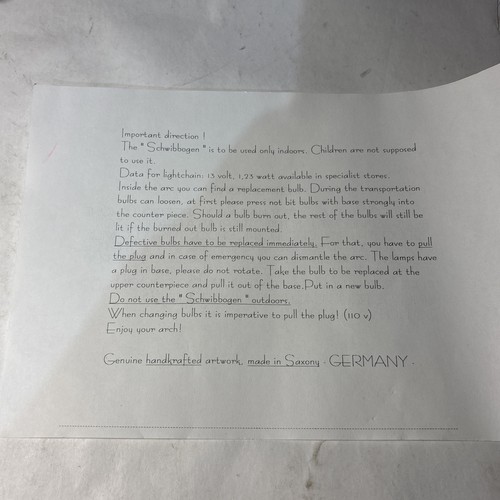 Important direction !
The " Schwibbogen " is to be used only indoors. Children are not supposed
to use it.
Data for lightchain: 13 volt, 1,23 watt available in specialist stores.
Inside the arc you can find a replacement bulb. During the transportation
bulbs can loosen, at first please press not bit bulbs with base strongly into
the counter piece. Should a bulb burn out, the rest of the bulbs will still be
lit if the burned out bulb is still mounted.
Defective bulbs have to be replaced immediately. For that, you have to pull
the plug and in case of emergency you can dismantle the arc. The lamps have
a plug in base, please do not rotate. Take the bulb to be replaced at the
upper counterpiece and pull it out of the base.Put in a new bulb.
Do not use the " Schwibbogen " outdoors.
When changing bulbs it is imperative to pull the plug! (110 v)
Enjoy your arch!
Genuine handkrafted artwork, made in Saxony , GERMANY .